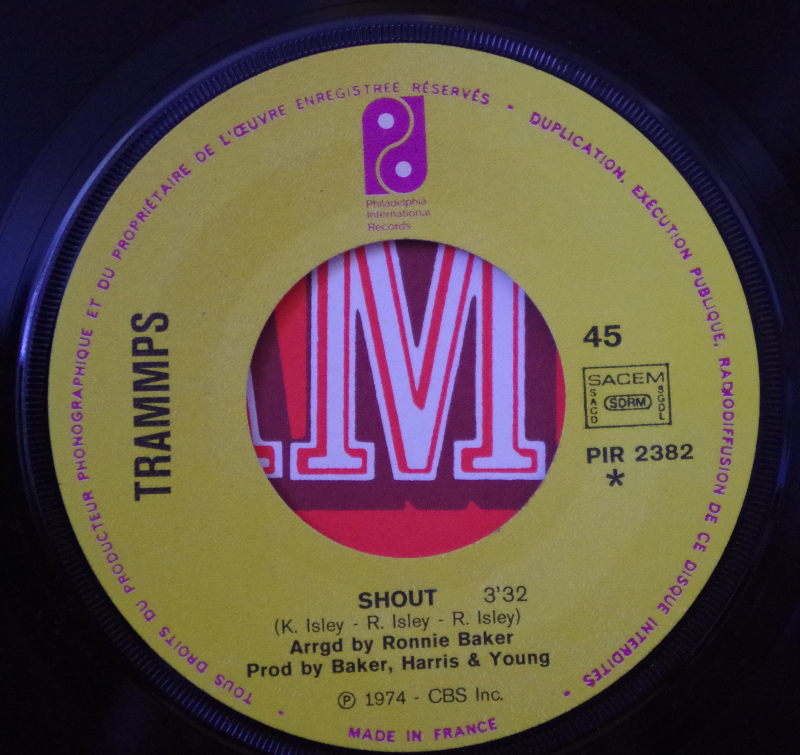 TOUS DROITS DU PRODUCTEUR PHONOGRAPHIQUE ET DU PROPRIÉTAIRE DE L'ŒUVRE ENREGISTREE RÉSERVÉS - DUPLICATION, EXÉCUTION PUBLIQUE, RADIODIFFUSION DE CE DISQUE INTERDITES -
Philadelphia
International
Records
TRAMMPS
AM
45
SACEM
SACD
SDRM
SGDL
PIR 2382
*
SHOUT 3'32
(K. Isley - R. Isley - R. Isley)
Arrgd by Ronnie Baker
Prod by Baker, Harris & Young
℗ 1974 - CBS Inc.
MADE IN FRANCE -